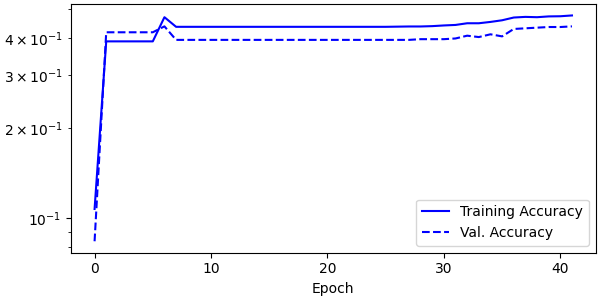 4 × 10⁻¹
3 × 10⁻¹
2 × 10⁻¹
10⁻¹
Training Accuracy
Val. Accuracy
0 10 20 30 40
Epoch